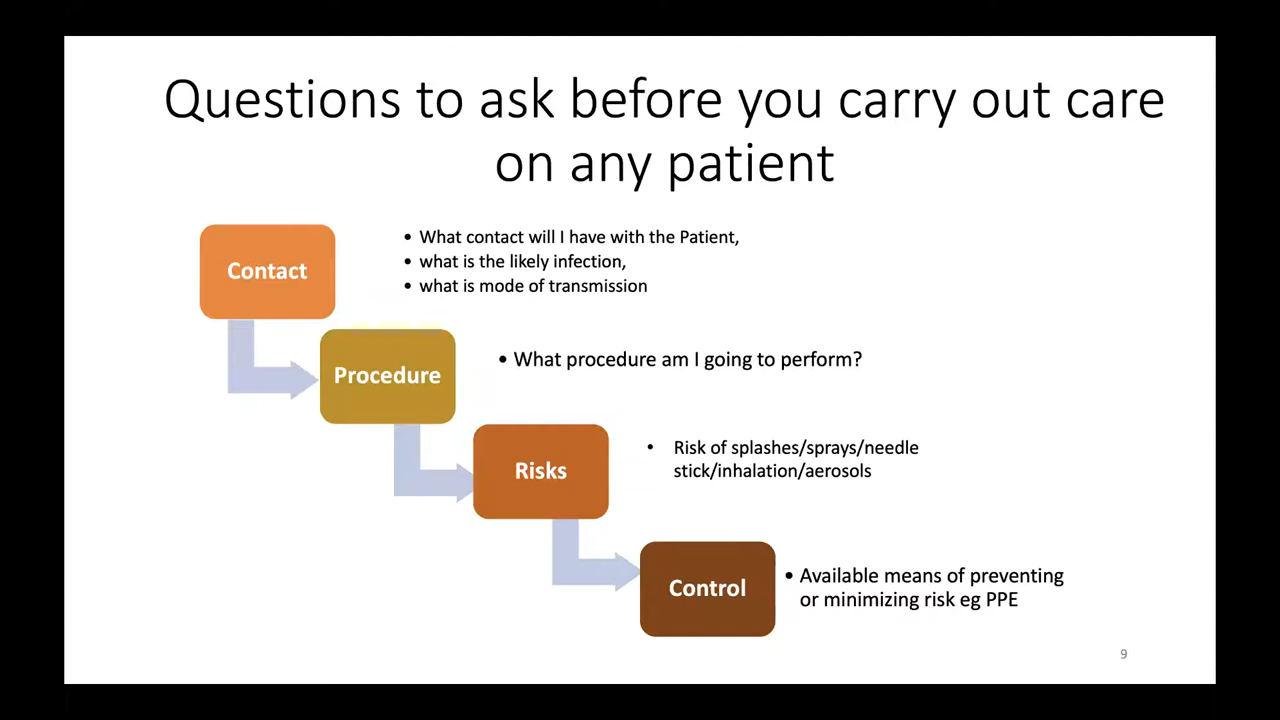 Questions to ask before you carry out care
on any patient
Contact
• What contact will I have with the Patient,
• what is the likely infection,
• what is mode of transmission
Procedure
• What procedure am I going to perform?
Risks
• Risk of splashes/sprays/needle
stick/inhalation/aerosols
Control
• Available means of preventing
or minimizing risk eg PPE
9